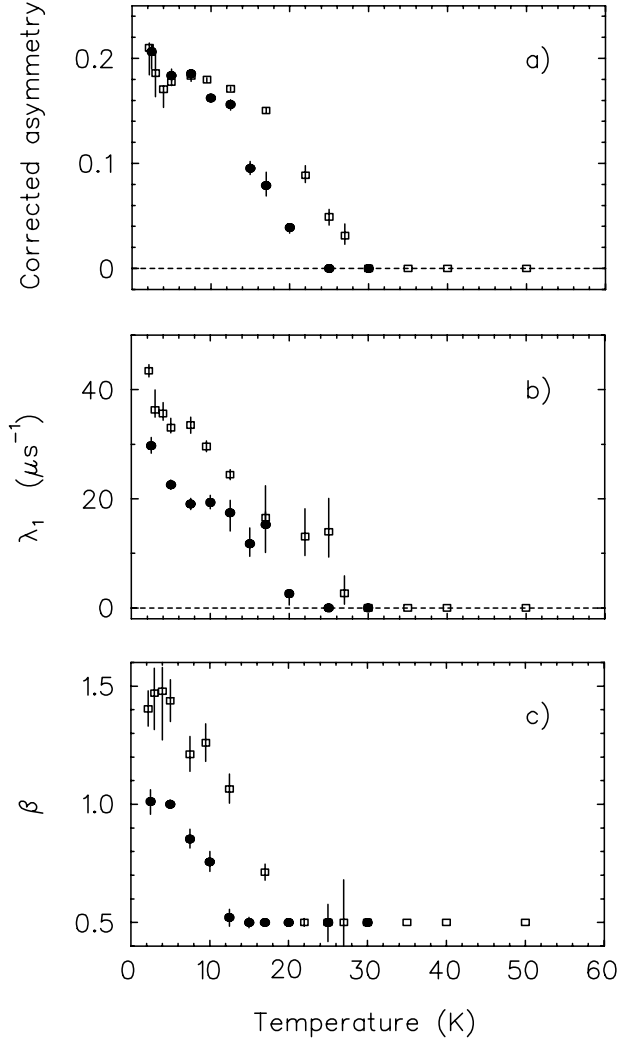 Corrected asymmetry
0.2
0.1
0
a)
λ₁ (μs⁻¹)
40
20
0
b)
β
1.5
1.0
0.5
c)
0 10 20 30 40 50 60
Temperature (K)